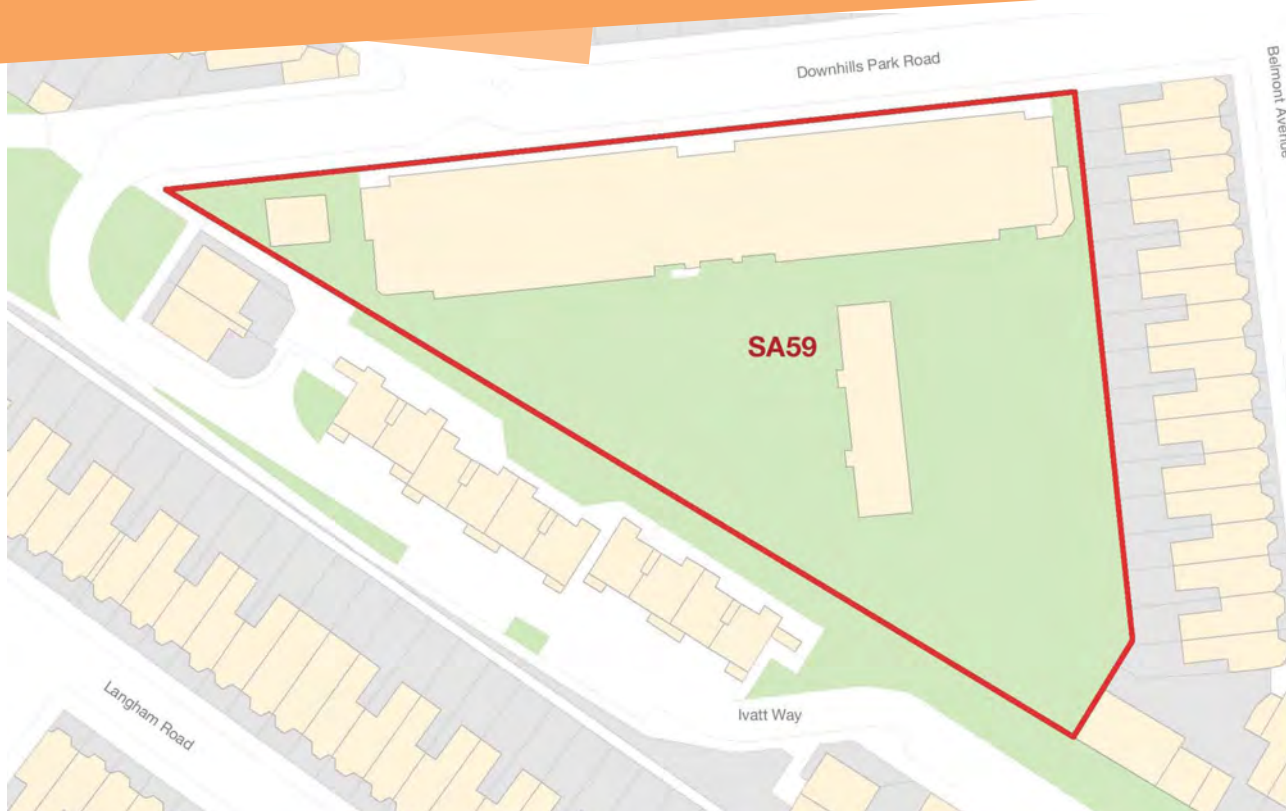 Downhills Park Road
Belmont Avenue
SA59
Langham Road
Ivatt Way